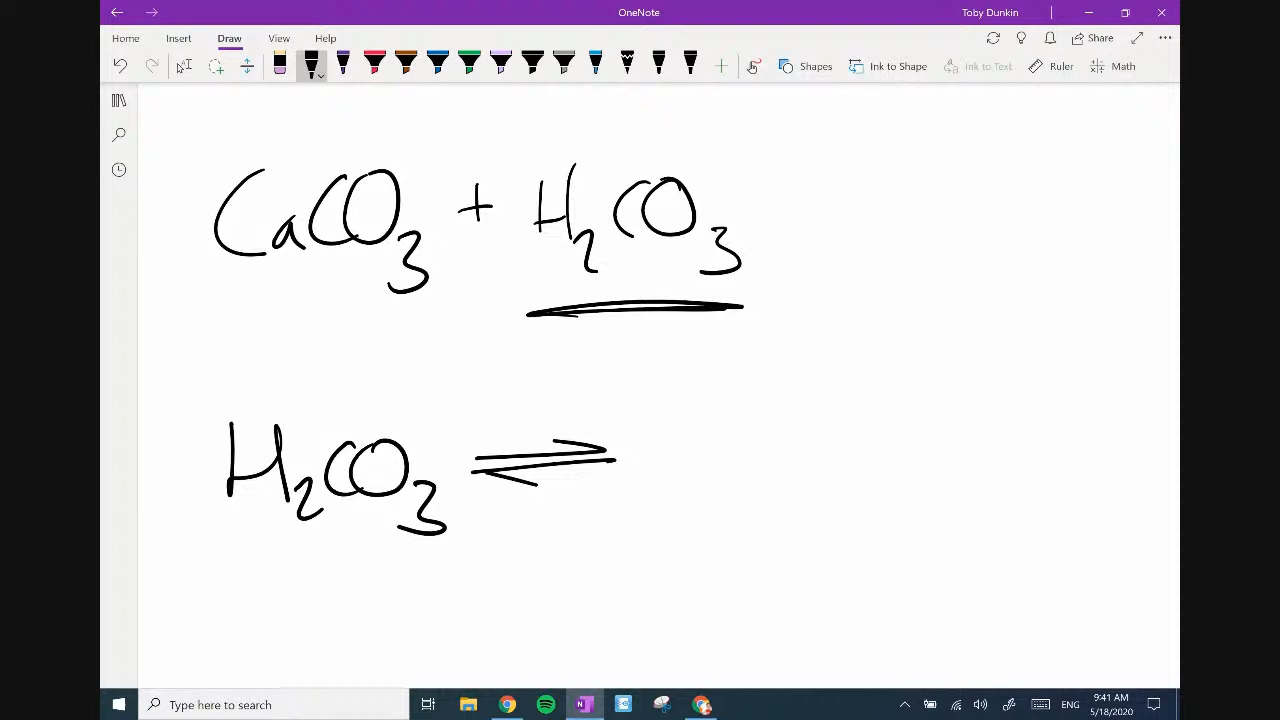 OneNote
Toby Dunkin
Home Insert Draw View Help
Share
Shapes Ink to Shape Ink to Text Ruler Math
CaCO₃ + H₂CO₃
H₂CO₃ ⇌
Type here to search
N
ENG
9:41 AM
5/18/2020